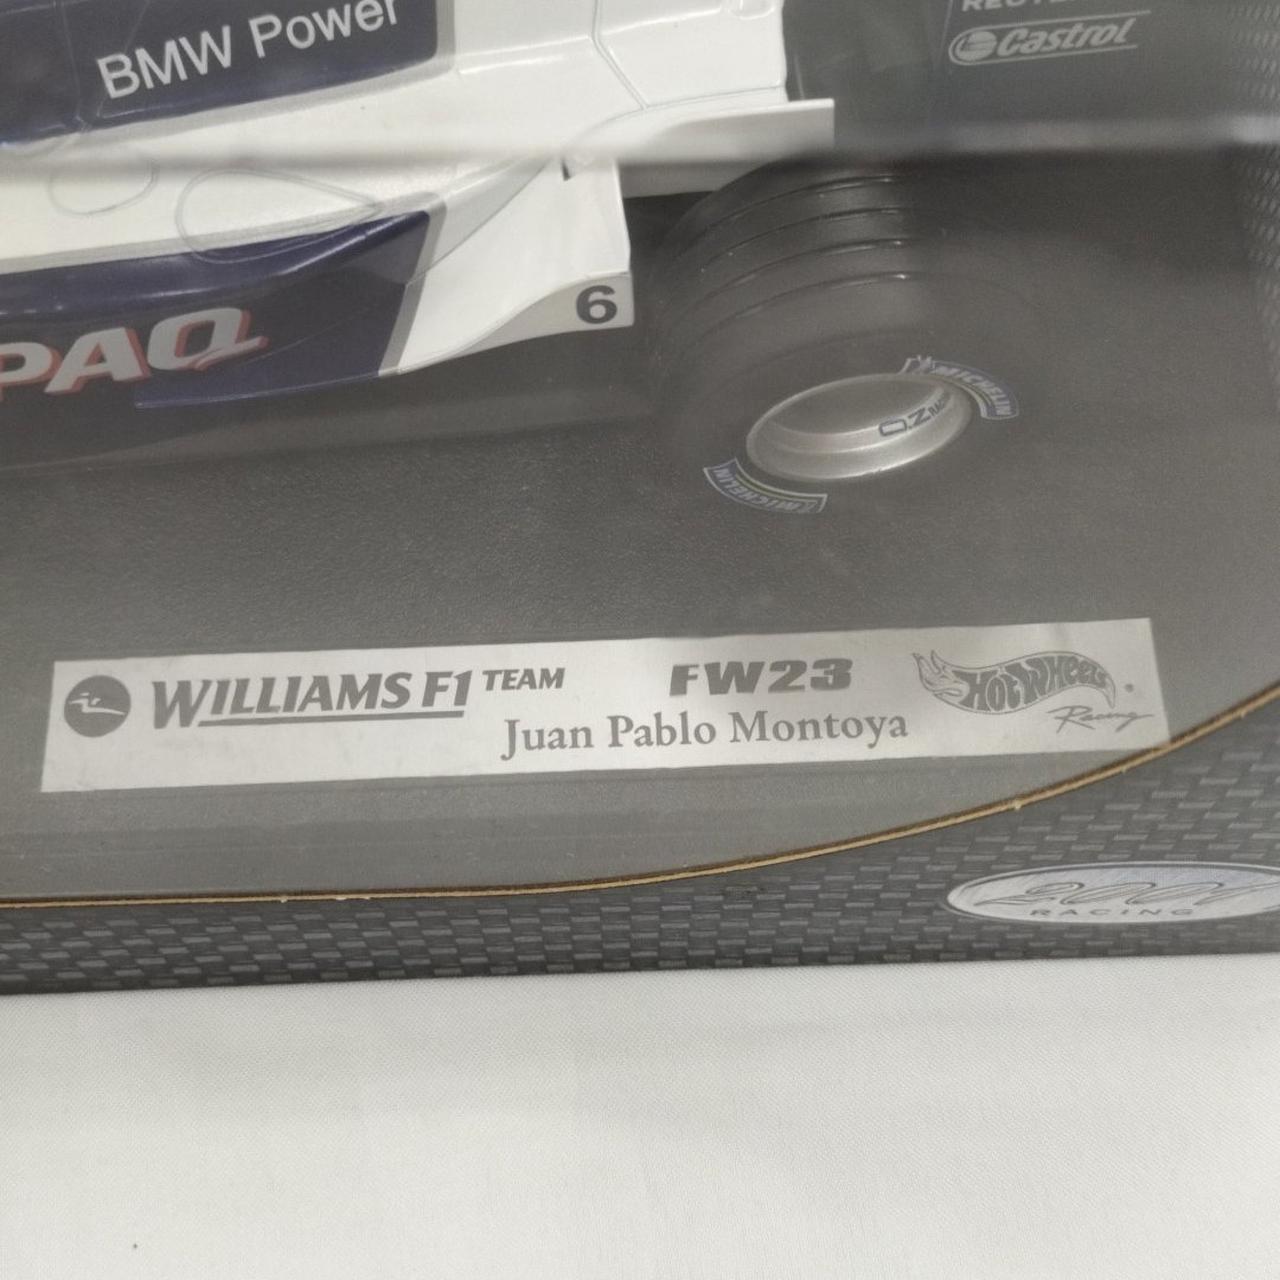 BMW Power
Castrol
6
PAQ
MICHELIN
O.Z RACING
MICHELIN
WILLIAMS F1 TEAM FW23 HOT WHEELS
Juan Pablo Montoya Racing
2001
RACING